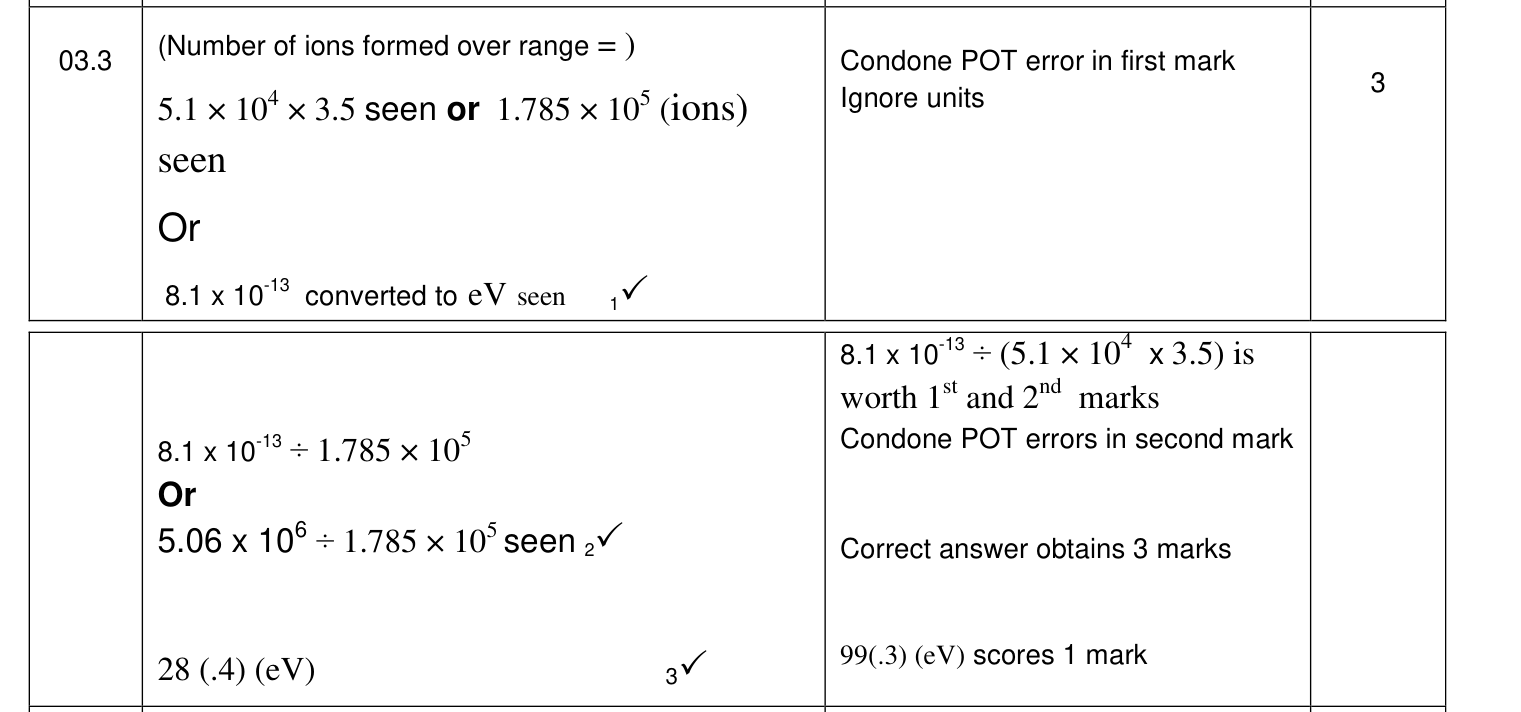 03.3
(Number of ions formed over range = )
5.1 × 10⁴ × 3.5 seen or 1.785 × 10⁵ (ions)
seen
Or
8.1 x 10⁻¹³ converted to eV seen ₁✓
Condone POT error in first mark
Ignore units
3
8.1 x 10⁻¹³ ÷ 1.785 × 10⁵
Or
5.06 x 10⁶ ÷ 1.785 × 10⁵ seen ₂✓
28 (.4) (eV) ₃✓
8.1 x 10⁻¹³ ÷ (5.1 × 10⁴ x 3.5) is
worth 1ˢᵗ and 2ⁿᵈ marks
Condone POT errors in second mark
Correct answer obtains 3 marks
99(.3) (eV) scores 1 mark